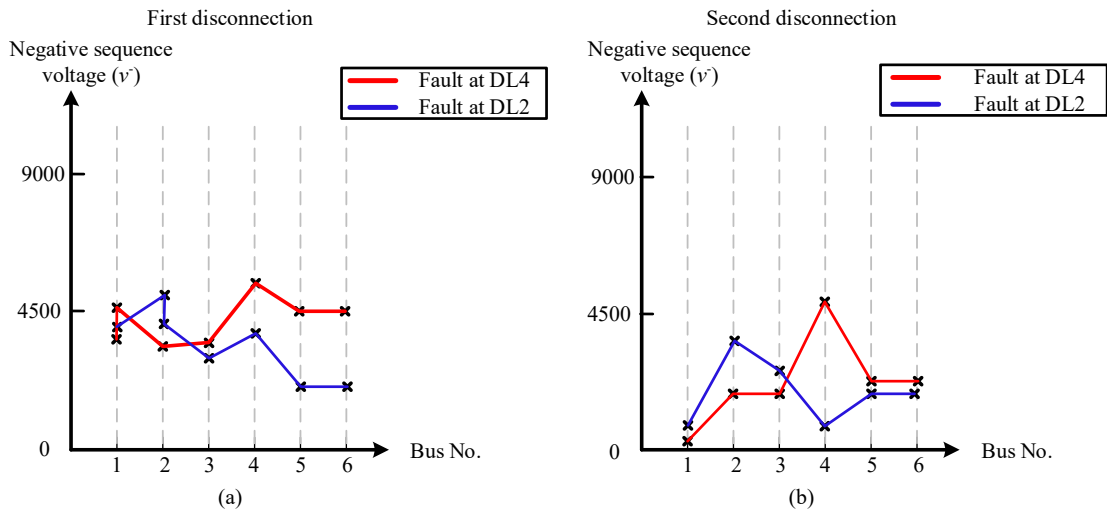 First disconnection
Negative sequence
voltage (v⁻)
Fault at DL4
Fault at DL2
9000
4500
0
1 2 3 4 5 6
Bus No.
(a)
Second disconnection
Negative sequence
voltage (v⁻)
Fault at DL4
Fault at DL2
9000
4500
0
1 2 3 4 5 6
Bus No.
(b)